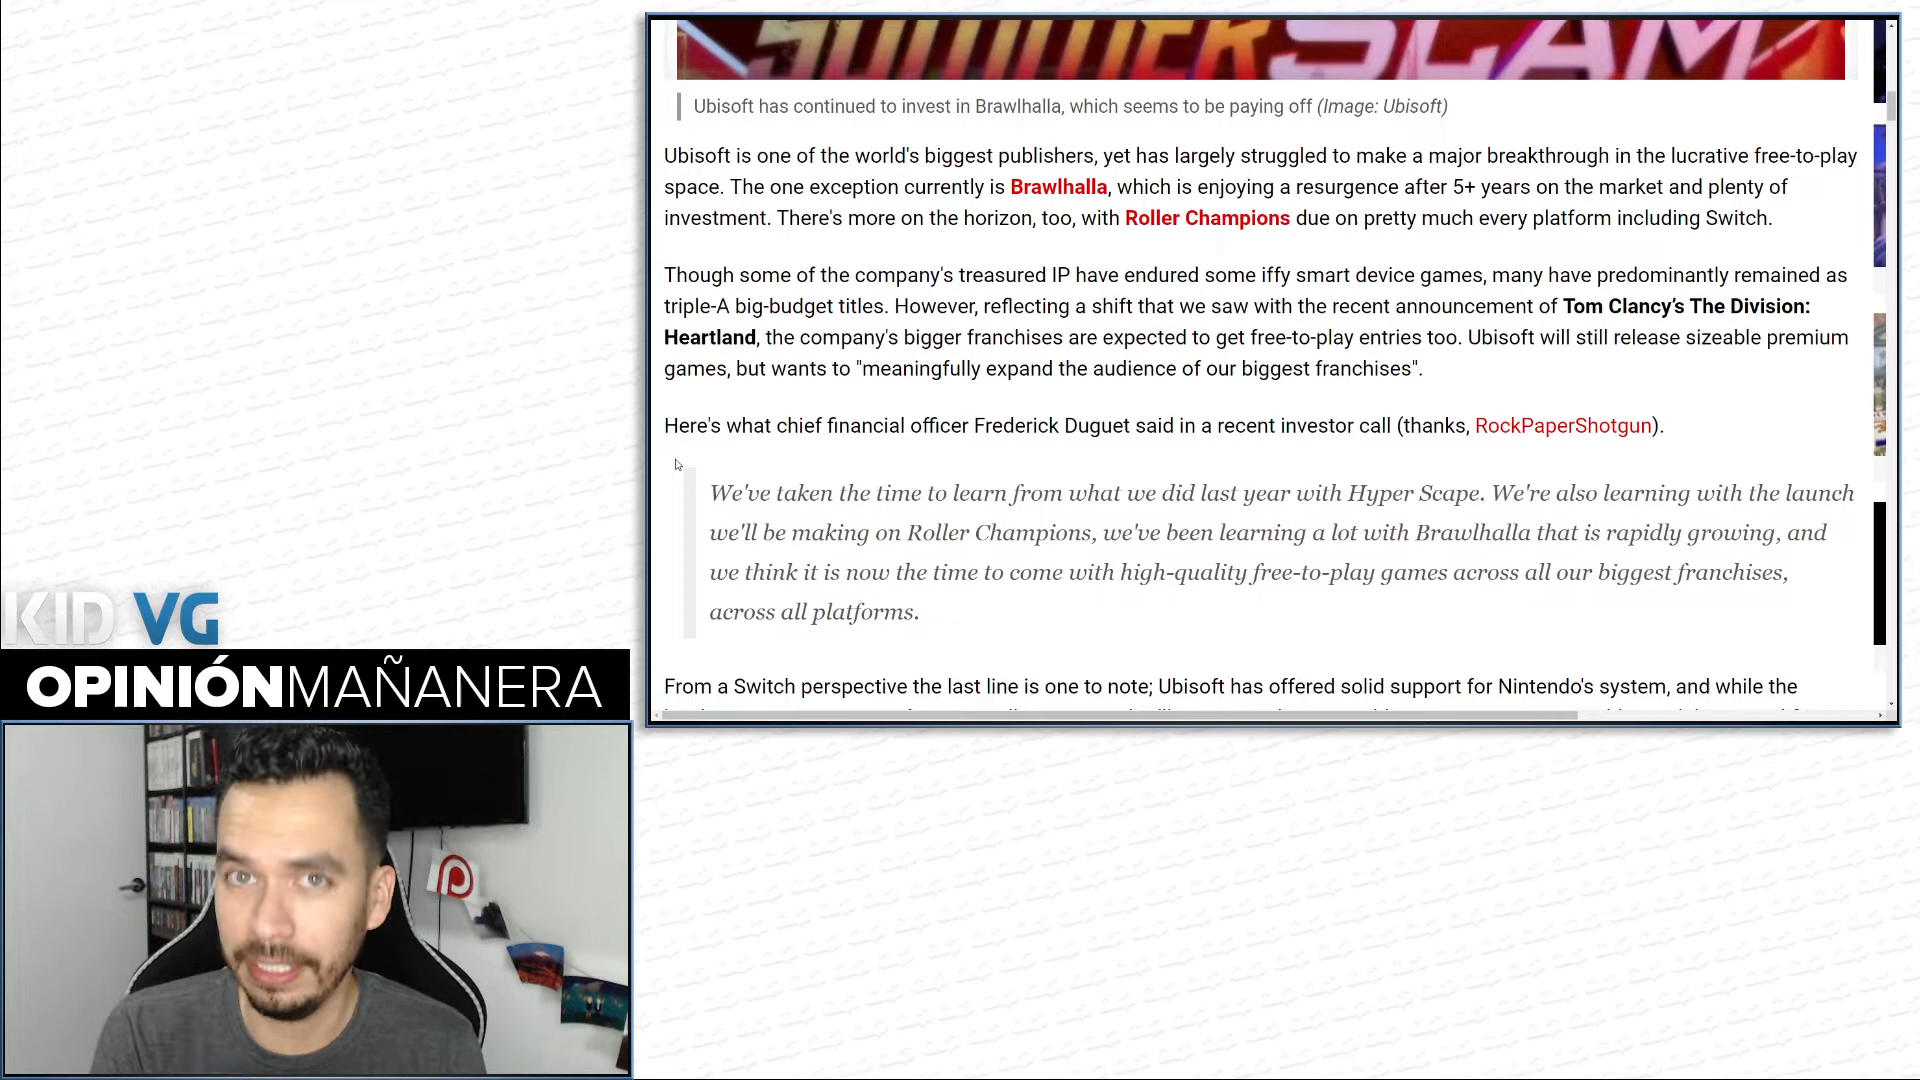 SUMMERSLAM
Ubisoft has continued to invest in Brawlhalla, which seems to be paying off (Image: Ubisoft)
Ubisoft is one of the world's biggest publishers, yet has largely struggled to make a major breakthrough in the lucrative free-to-play
space. The one exception currently is Brawlhalla, which is enjoying a resurgence after 5+ years on the market and plenty of
investment. There's more on the horizon, too, with Roller Champions due on pretty much every platform including Switch.
Though some of the company's treasured IP have endured some iffy smart device games, many have predominantly remained as
triple-A big-budget titles. However, reflecting a shift that we saw with the recent announcement of Tom Clancy’s The Division:
Heartland, the company's bigger franchises are expected to get free-to-play entries too. Ubisoft will still release sizeable premium
games, but wants to "meaningfully expand the audience of our biggest franchises".
Here's what chief financial officer Frederick Duguet said in a recent investor call (thanks, RockPaperShotgun).
We've taken the time to learn from what we did last year with Hyper Scape. We're also learning with the launch
we'll be making on Roller Champions, we've been learning a lot with Brawlhalla that is rapidly growing, and
we think it is now the time to come with high-quality free-to-play games across all our biggest franchises,
across all platforms.
From a Switch perspective the last line is one to note; Ubisoft has offered solid support for Nintendo's system, and while the
KID VG
OPINIÓNMAÑANERA